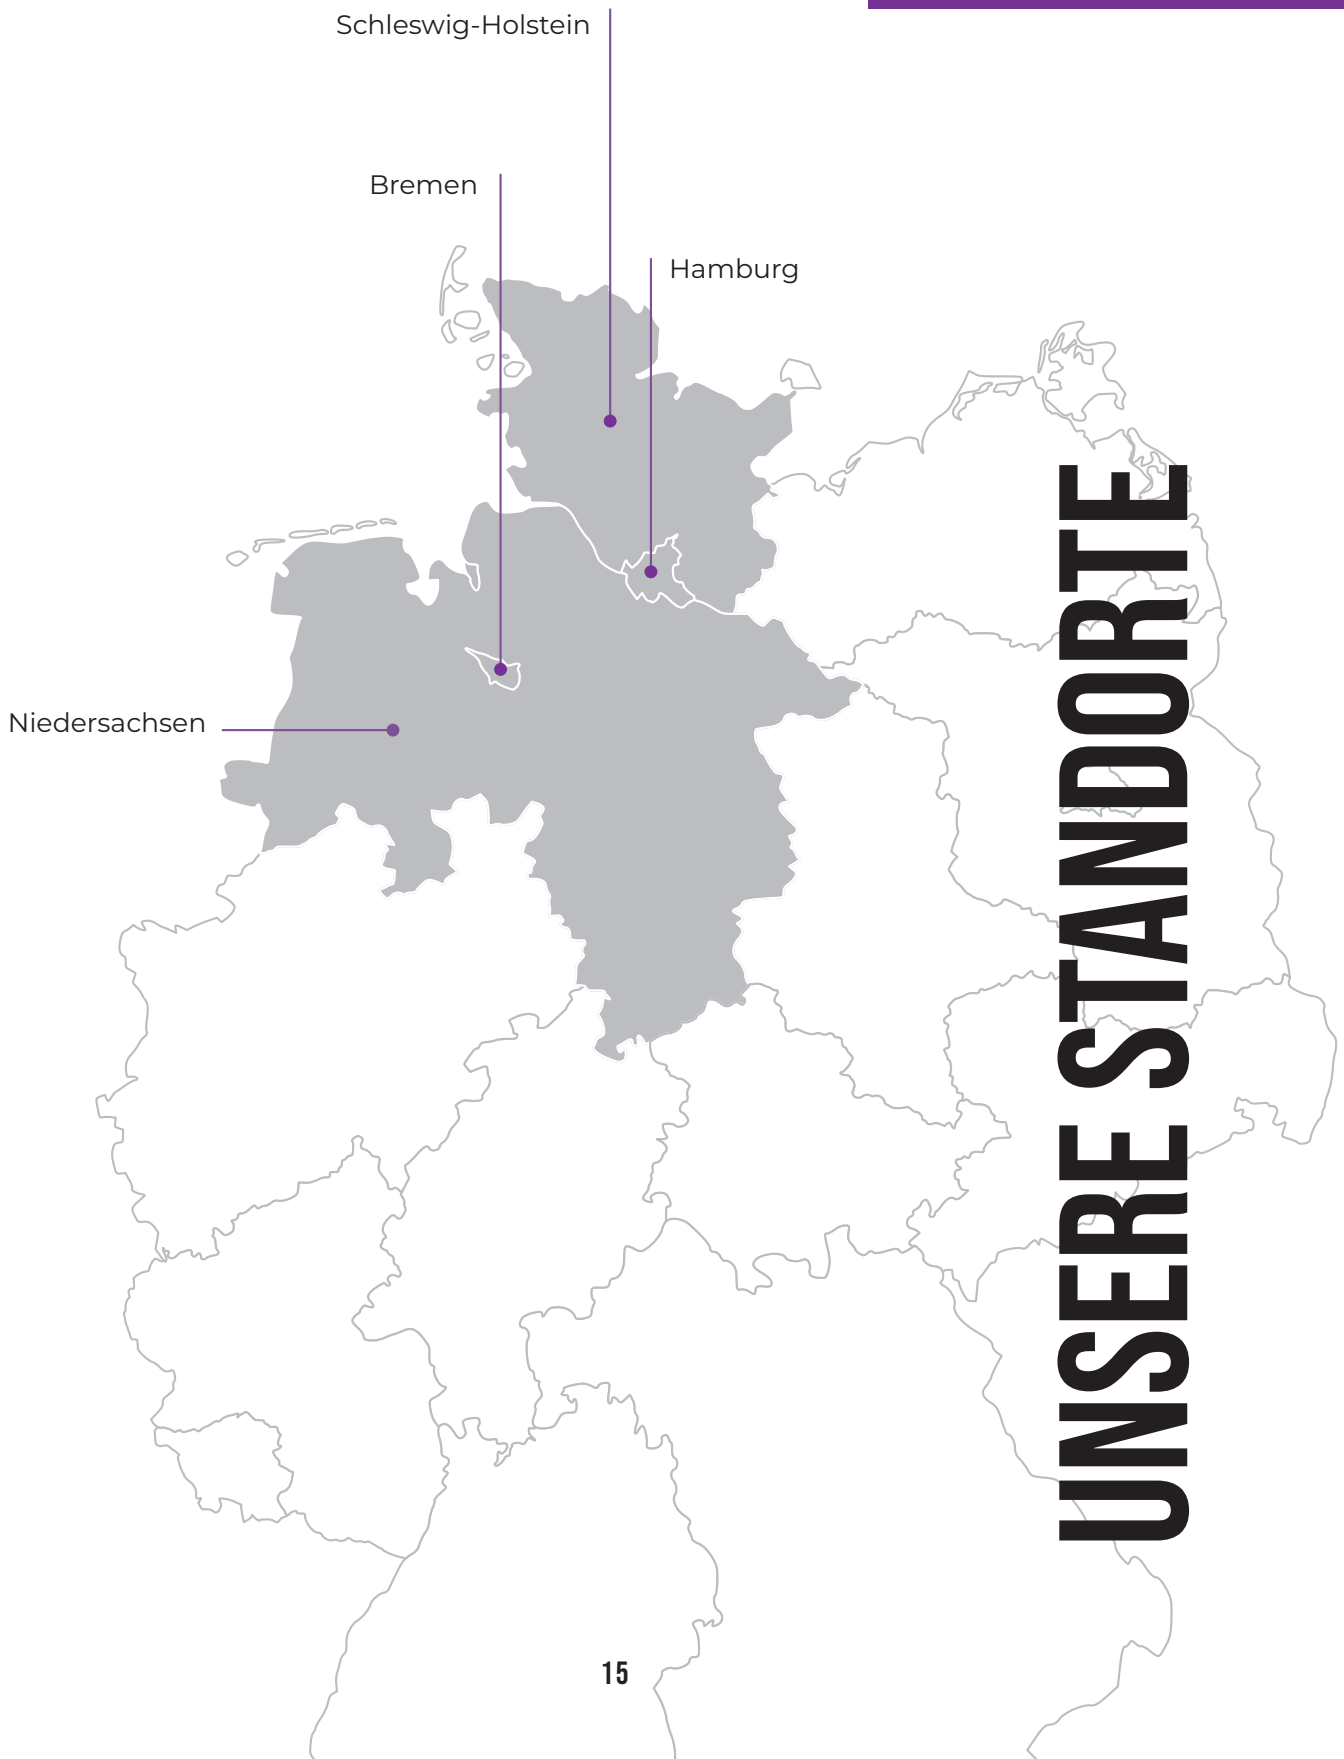 Schleswig-Holstein
Bremen
Hamburg
Niedersachsen
UNSERE STANDORTE
15